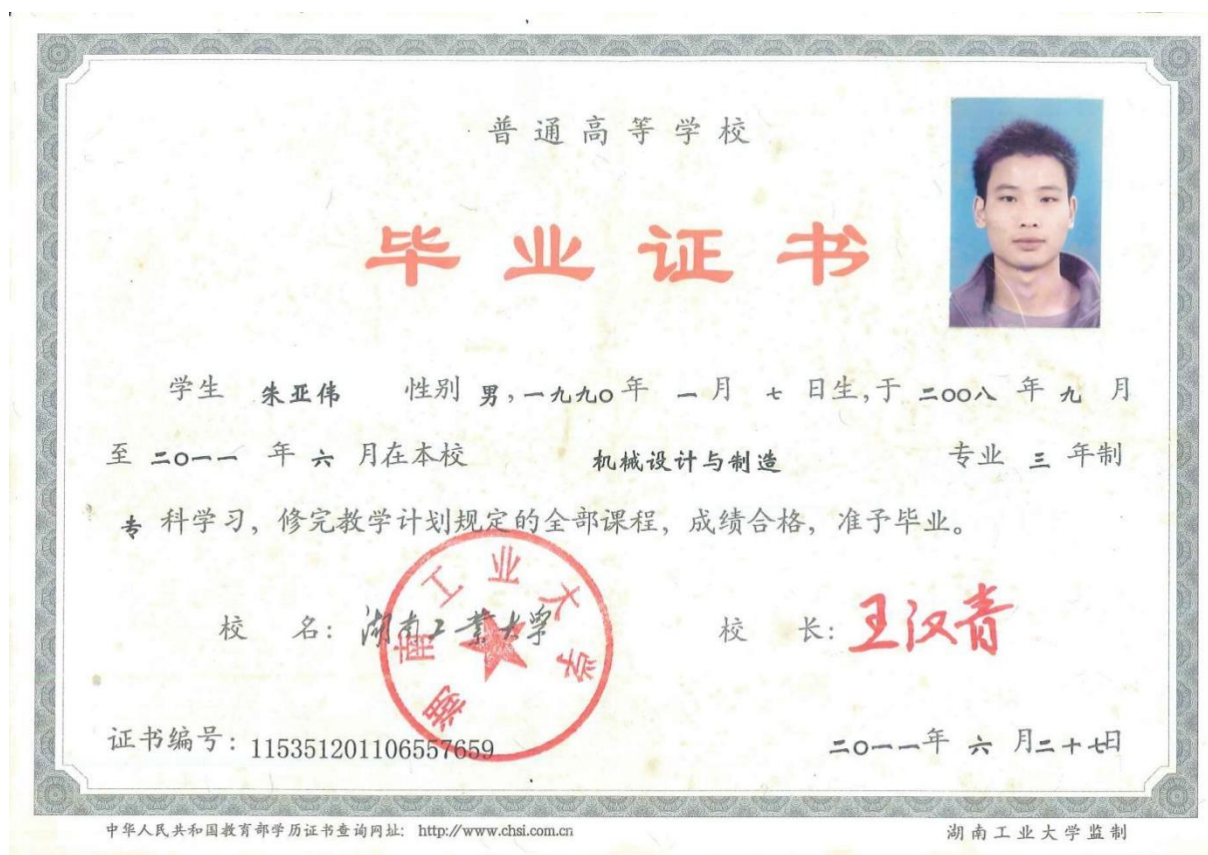 普通高等学校
毕业证书
学生 朱亚伟 性别 男,一九九〇年 一月 七 日生,于 二〇〇八 年 九 月
至 二〇一一 年 六 月在本校 机械设计与制造 专业 三 年制
专 科学习，修完教学计划规定的全部课程，成绩合格，准予毕业。
校 名：湖南工业大学 校 长：王汉青
湖南工业大学
证书编号：115351201106557659 二〇一一年 六 月二十七日
中华人民共和国教育部学历证书查询网址： http://www.chsi.com.cn 湖南工业大学监制